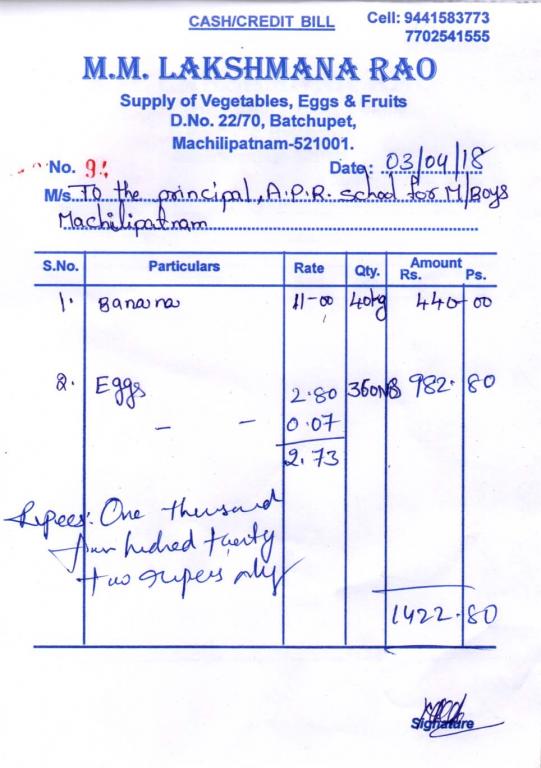 CASH/CREDIT BILL
Cell: 9441583773
7702541555
M.M. LAKSHMANA RAO
Supply of Vegetables, Eggs & Fruits
D.No. 22/70, Batchupet,
Machilipatnam-521001.
No. 94 Date: 03/04/18
M/s. To the principal, A.P.R. school for M/Boys
Machilipatnam
S.No. Particulars Rate Qty. Amount Rs. Ps.
1. Banana 11-00 40kg 440-00
2. Eggs 2.80 360NO 982.80
- - 0.07
2.73
Rupees: One thousand
four hudred twenty
two rupees only
1422.80
Signature